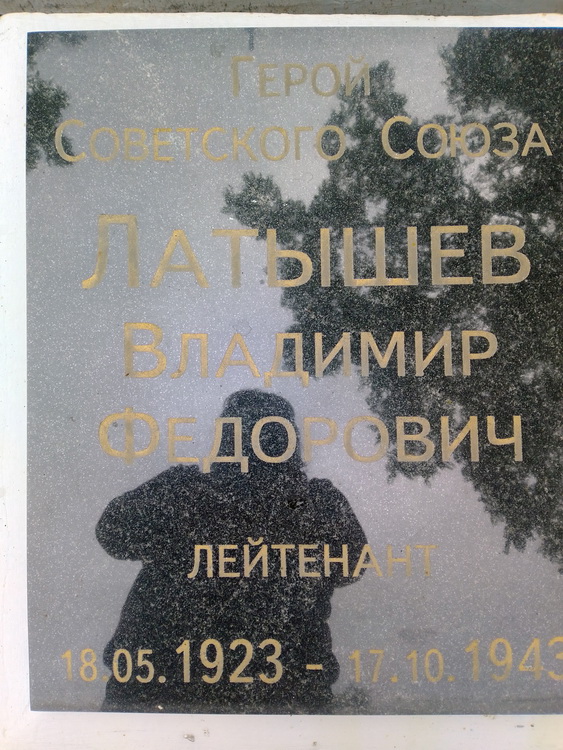 Герой
Советского Союза
Латышев
Владимир
Федорович
лейтенант
18.05.1923 - 17.10.1943